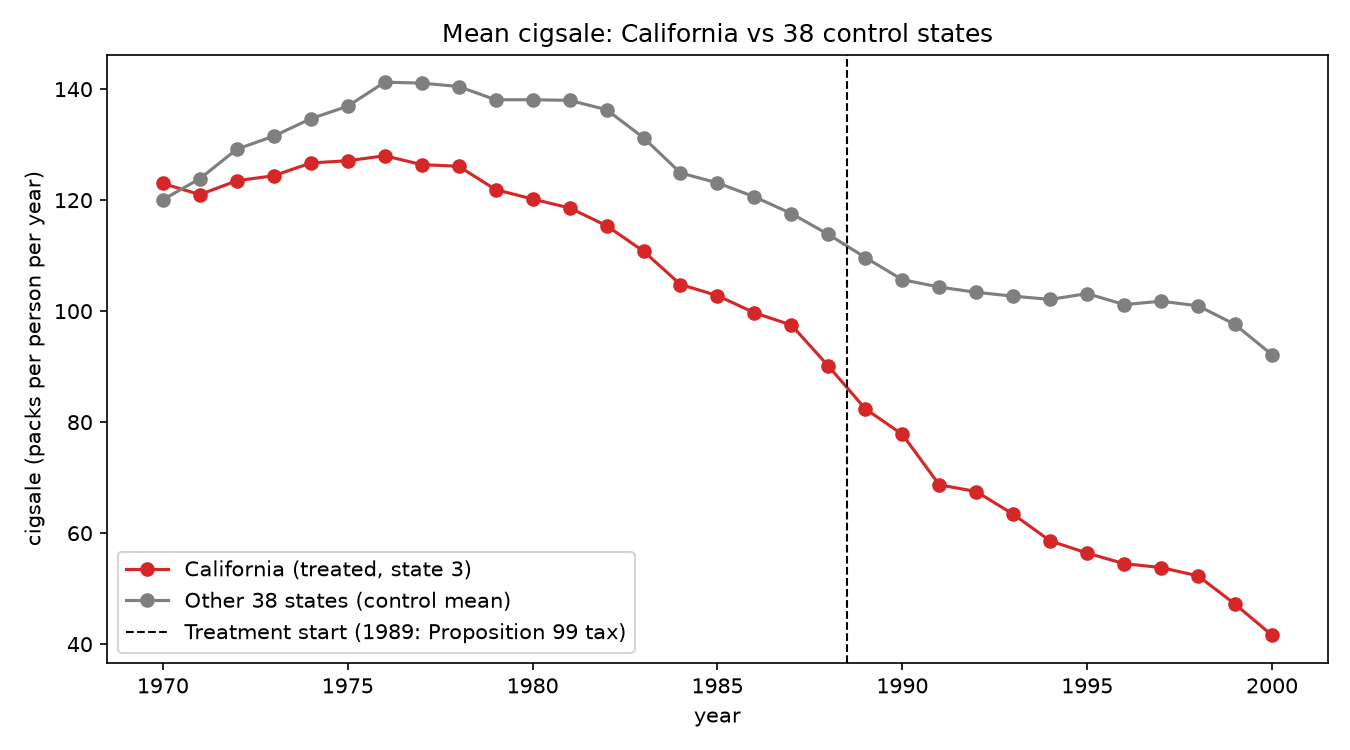 Mean cigsale: California vs 38 control states
cigsale (packs per person per year)
140
120
100
80
60
40
California (treated, state 3)
Other 38 states (control mean)
Treatment start (1989: Proposition 99 tax)
1970 1975 1980 1985 1990 1995 2000
year